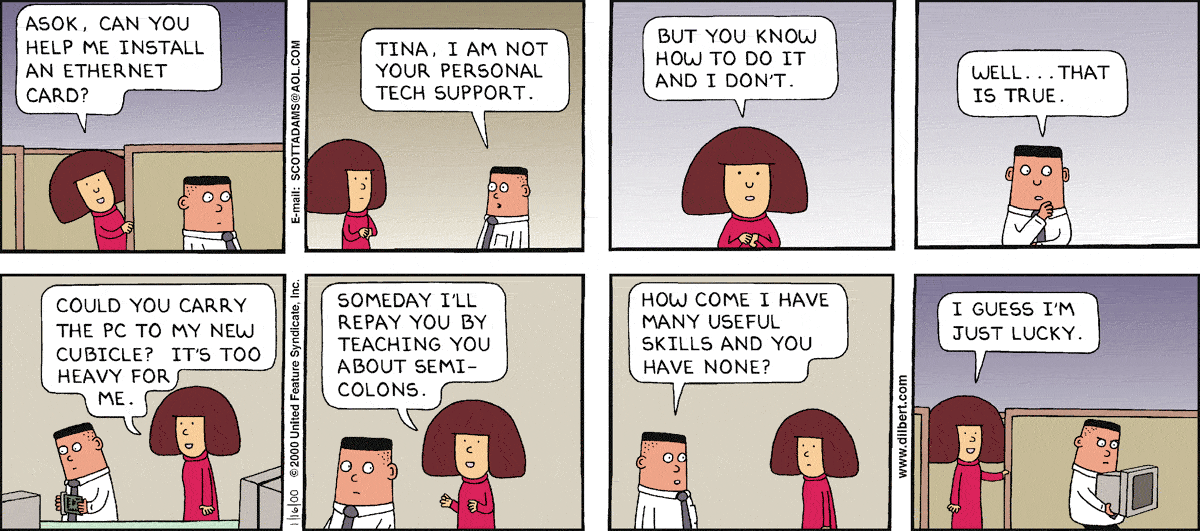 ASOK, CAN YOU
HELP ME INSTALL
AN ETHERNET
CARD?
E-mail: SCOTTADAMS@AOL.COM
TINA, I AM NOT
YOUR PERSONAL
TECH SUPPORT.
BUT YOU KNOW
HOW TO DO IT
AND I DON'T.
WELL...THAT
IS TRUE.
COULD YOU CARRY
THE PC TO MY NEW
CUBICLE? IT'S TOO
HEAVY FOR
ME.
1/16/00 © 2000 United Feature Syndicate, Inc.
SOMEDAY I'LL
REPAY YOU BY
TEACHING YOU
ABOUT SEMI-
COLONS.
HOW COME I HAVE
MANY USEFUL
SKILLS AND YOU
HAVE NONE?
www.dilbert.com
I GUESS I'M
JUST LUCKY.